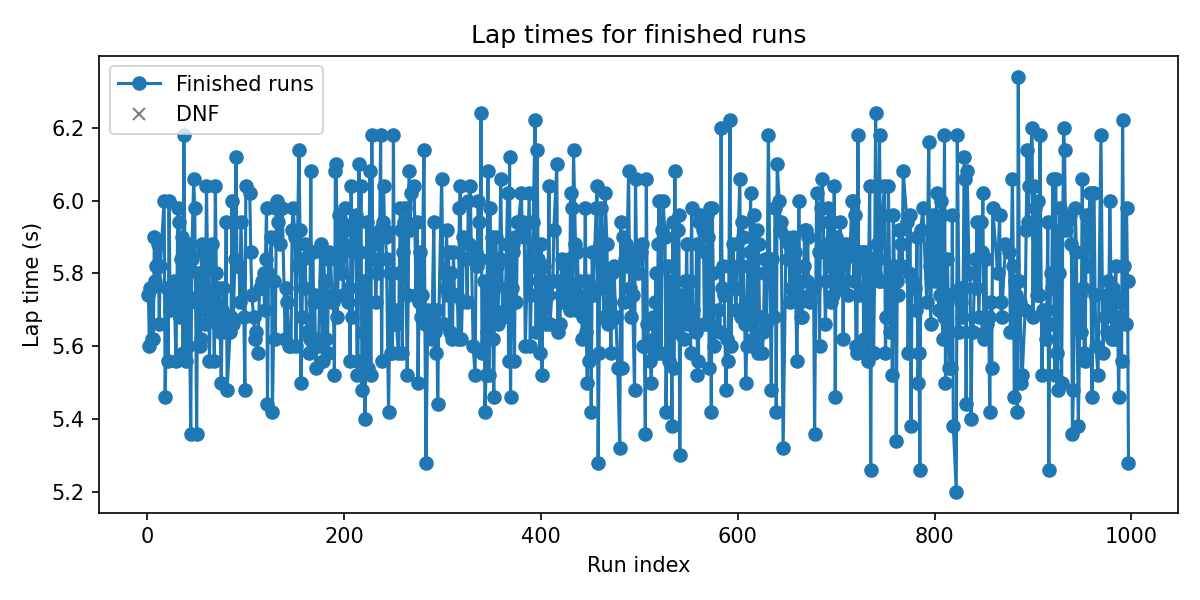 Lap times for finished runs
Finished runs
DNF
6.2
6.0
5.8
5.6
5.4
5.2
Lap time (s)
0 200 400 600 800 1000
Run index